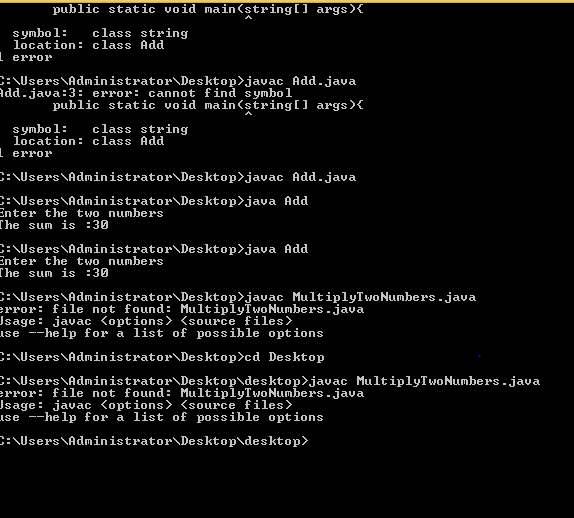 public static void main(string[] args){
^
symbol:   class string
location: class Add
1 error
C:\Users\Administrator\Desktop>javac Add.java
Add.java:3: error: cannot find symbol
public static void main(string[] args){
^
symbol:   class string
location: class Add
1 error
C:\Users\Administrator\Desktop>javac Add.java
C:\Users\Administrator\Desktop>java Add
Enter the two numbers
The sum is :30
C:\Users\Administrator\Desktop>java Add
Enter the two numbers
The sum is :30
C:\Users\Administrator\Desktop>javac MultiplyTwoNumbers.java
error: file not found: MultiplyTwoNumbers.java
Usage: javac <options> <source files>
use --help for a list of possible options
C:\Users\Administrator\Desktop>cd Desktop
C:\Users\Administrator\Desktop\desktop>javac MultiplyTwoNumbers.java
error: file not found: MultiplyTwoNumbers.java
Usage: javac <options> <source files>
use --help for a list of possible options
C:\Users\Administrator\Desktop\desktop>